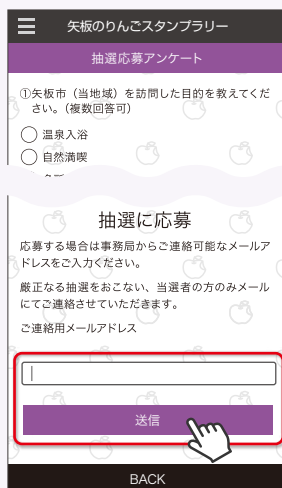 矢板のりんごスタンプラリー
抽選応募アンケート
①矢板市（当地域）を訪問した目的を教えてくだ
さい。（複数回答可）
温泉入浴
自然満喫
抽選に応募
応募する場合は事務局からご連絡可能なメールア
ドレスをご入力ください。
厳正なる抽選をおこない、当選者の方のみメール
にてご連絡させていただきます。
ご連絡用メールアドレス
送信
BACK